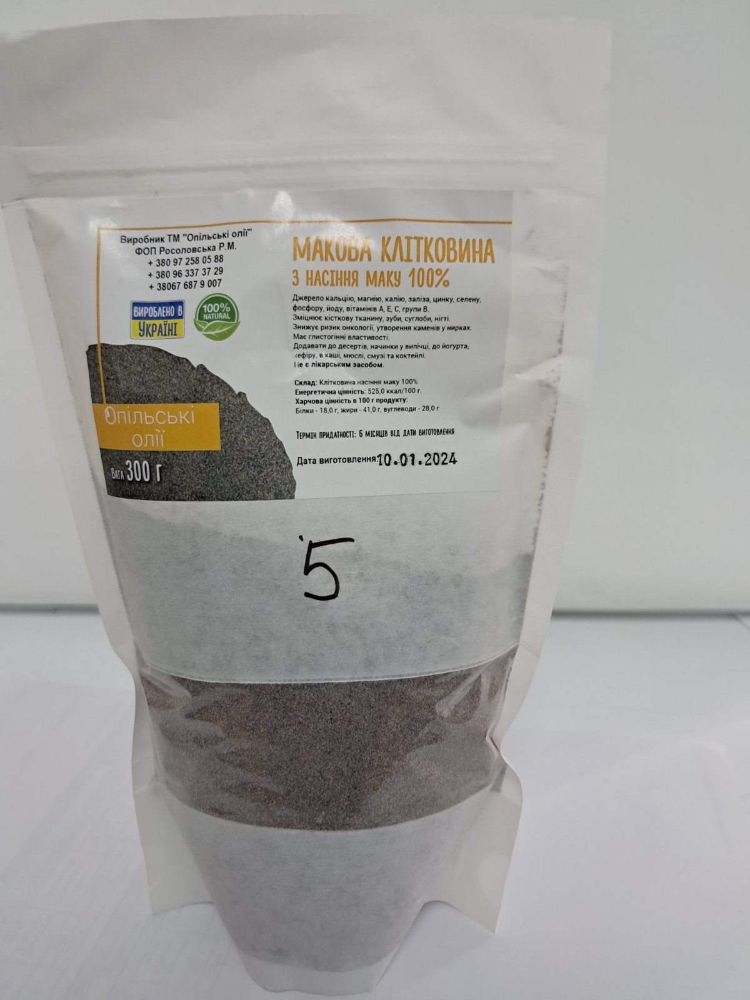 Виробник ТМ "Опільські олії"
ФОП Росоловська Р.М.
+ 380 97 258 05 88
+ 380 96 337 37 29
+ 38067 687 9 007
ВИРОБЛЕНО В
УКРАЇНІ
100%
NATURAL
Опільські
олії
Вага 300 г
МАКОВА КЛІТКОВИНА
З НАСІННЯ МАКУ 100%
Джерело кальцію, магнію, калію, заліза, цинку, селену,
фосфору, йоду, вітамінів А, Е, С, групи В.
Зміцнює кісткову тканину, зуби, суглоби, нігті.
Знижує ризик онкології, утворення каменів у нирках.
Має глистогінні властивості.
Додавати до десертів, начинки у випічці, до йогурта,
кефіру, в каші, мюслі, смузі та коктейлі.
Не є лікарським засобом.
Склад: Клітковина насіння маку 100%
Енергетична цінність: 525,0 ккал/100 г.
Харчова цінність в 100 г продукту:
Білки - 18,0 г, жири - 41,0 г, вуглеводи - 28,0 г
Термін придатності: 6 місяців від дати виготовлення
Дата виготовлення: 10.01.2024
5